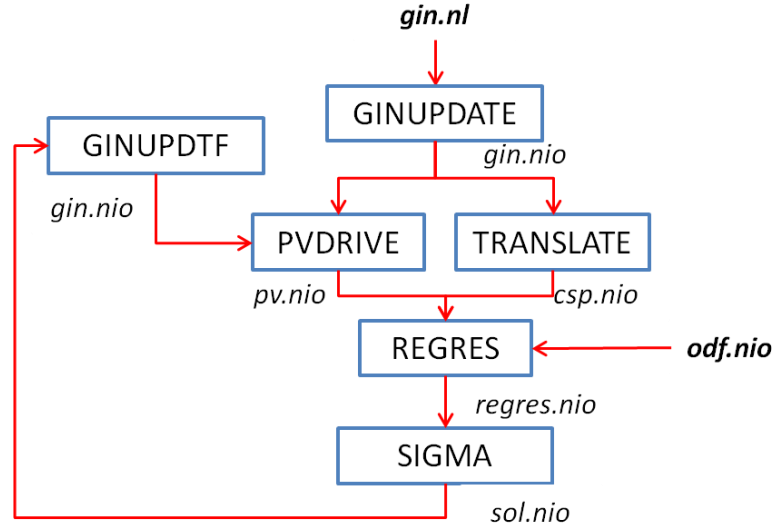 gin.nl
GINUPDATE
GINUPDTF
gin.nio
gin.nio
PVDRIVE
TRANSLATE
pv.nio
csp.nio
REGRES
odf.nio
regres.nio
SIGMA
sol.nio